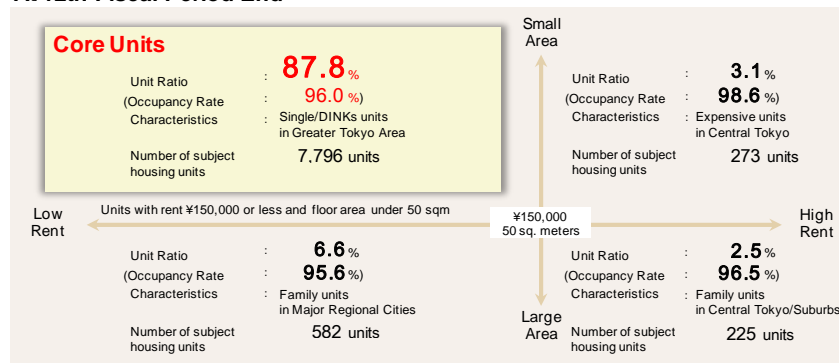 Small
Area
Core Units
Unit Ratio : 87.8 %
(Occupancy Rate : 96.0 %)
Characteristics : Single/DINKs units
in Greater Tokyo Area
Number of subject
housing units
7,796 units
Unit Ratio : 3.1 %
(Occupancy Rate : 98.6 %)
Characteristics : Expensive units
in Central Tokyo
Number of subject
housing units
273 units
Low
Rent
Units with rent ¥150,000 or less and floor area under 50 sqm
¥150,000
50 sq. meters
High
Rent
Unit Ratio : 6.6 %
(Occupancy Rate : 95.6 %)
Characteristics : Family units
in Major Regional Cities
Number of subject
housing units
582 units
Large
Area
Unit Ratio : 2.5 %
(Occupancy Rate : 96.5 %)
Characteristics : Family units
in Central Tokyo/Suburbs
Number of subject
housing units
225 units